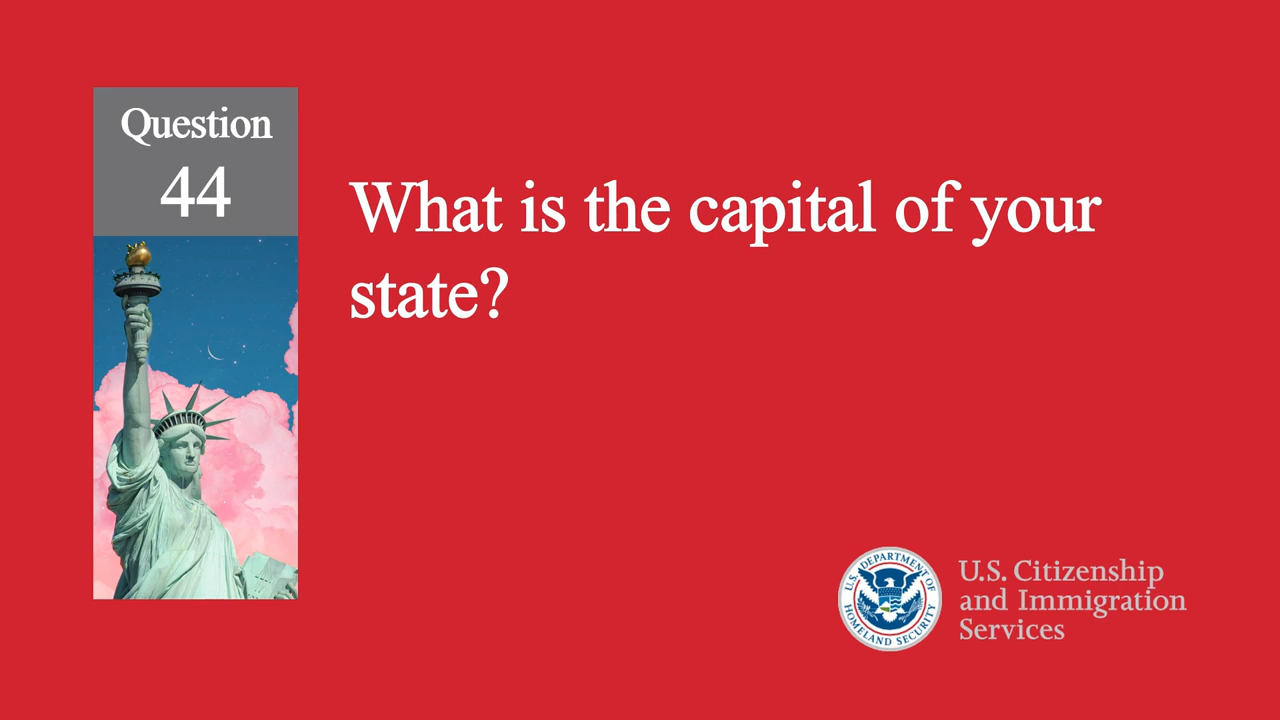 Question
44
What is the capital of your
state?
U.S. DEPARTMENT OF
HOMELAND SECURITY
U.S. Citizenship
and Immigration
Services